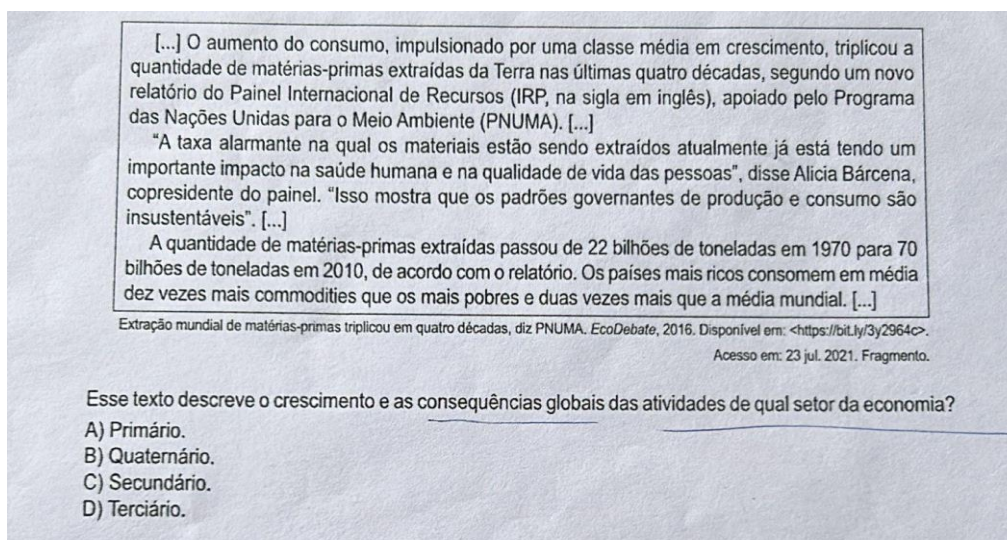 [...] O aumento do consumo, impulsionado por uma classe média em crescimento, triplicou a
quantidade de matérias-primas extraídas da Terra nas últimas quatro décadas, segundo um novo
relatório do Painel Internacional de Recursos (IRP, na sigla em inglês), apoiado pelo Programa
das Nações Unidas para o Meio Ambiente (PNUMA). [...]
“A taxa alarmante na qual os materiais estão sendo extraídos atualmente já está tendo um
importante impacto na saúde humana e na qualidade de vida das pessoas”, disse Alicia Bárcena,
copresidente do painel. “Isso mostra que os padrões governantes de produção e consumo são
insustentáveis”. [...]
A quantidade de matérias-primas extraídas passou de 22 bilhões de toneladas em 1970 para 70
bilhões de toneladas em 2010, de acordo com o relatório. Os países mais ricos consomem em média
dez vezes mais commodities que os mais pobres e duas vezes mais que a média mundial. [...]
Extração mundial de matérias-primas triplicou em quatro décadas, diz PNUMA. EcoDebate, 2016. Disponível em: <https://bit.ly/3y2964c>.
Acesso em: 23 jul. 2021. Fragmento.
Esse texto descreve o crescimento e as consequências globais das atividades de qual setor da economia?
A) Primário.
B) Quaternário.
C) Secundário.
D) Terciário.